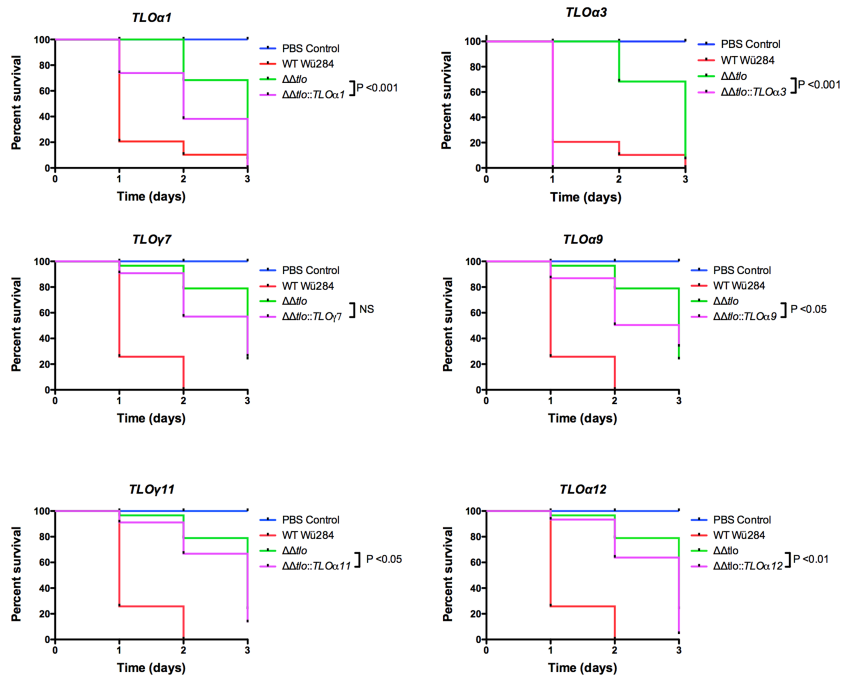 TLOα1
Percent survival
100
80
60
40
20
0
0 1 2 3
Time (days)
PBS Control
WT Wü284
ΔΔtlo
ΔΔtlo::TLOα1
P <0.001
TLOα3
Percent survival
100
80
60
40
20
0
0 1 2 3
Time (days)
PBS Control
WT Wü284
ΔΔtlo
ΔΔtlo::TLOα3
P <0.001
TLOγ7
Percent survival
100
80
60
40
20
0
0 1 2 3
Time (days)
PBS Control
WT Wü284
ΔΔtlo
ΔΔtlo::TLOγ7
NS
TLOα9
Percent survival
100
80
60
40
20
0
0 1 2 3
Time (days)
PBS Control
WT Wü284
ΔΔtlo
ΔΔtlo::TLOα9
P <0.05
TLOγ11
Percent survival
100
80
60
40
20
0
0 1 2 3
Time (days)
PBS Control
WT Wü284
ΔΔtlo
ΔΔtlo::TLOα11
P <0.05
TLOα12
Percent survival
100
80
60
40
20
0
0 1 2 3
Time (days)
PBS Control
WT Wü284
ΔΔtlo
ΔΔtlo::TLOα12
P <0.01